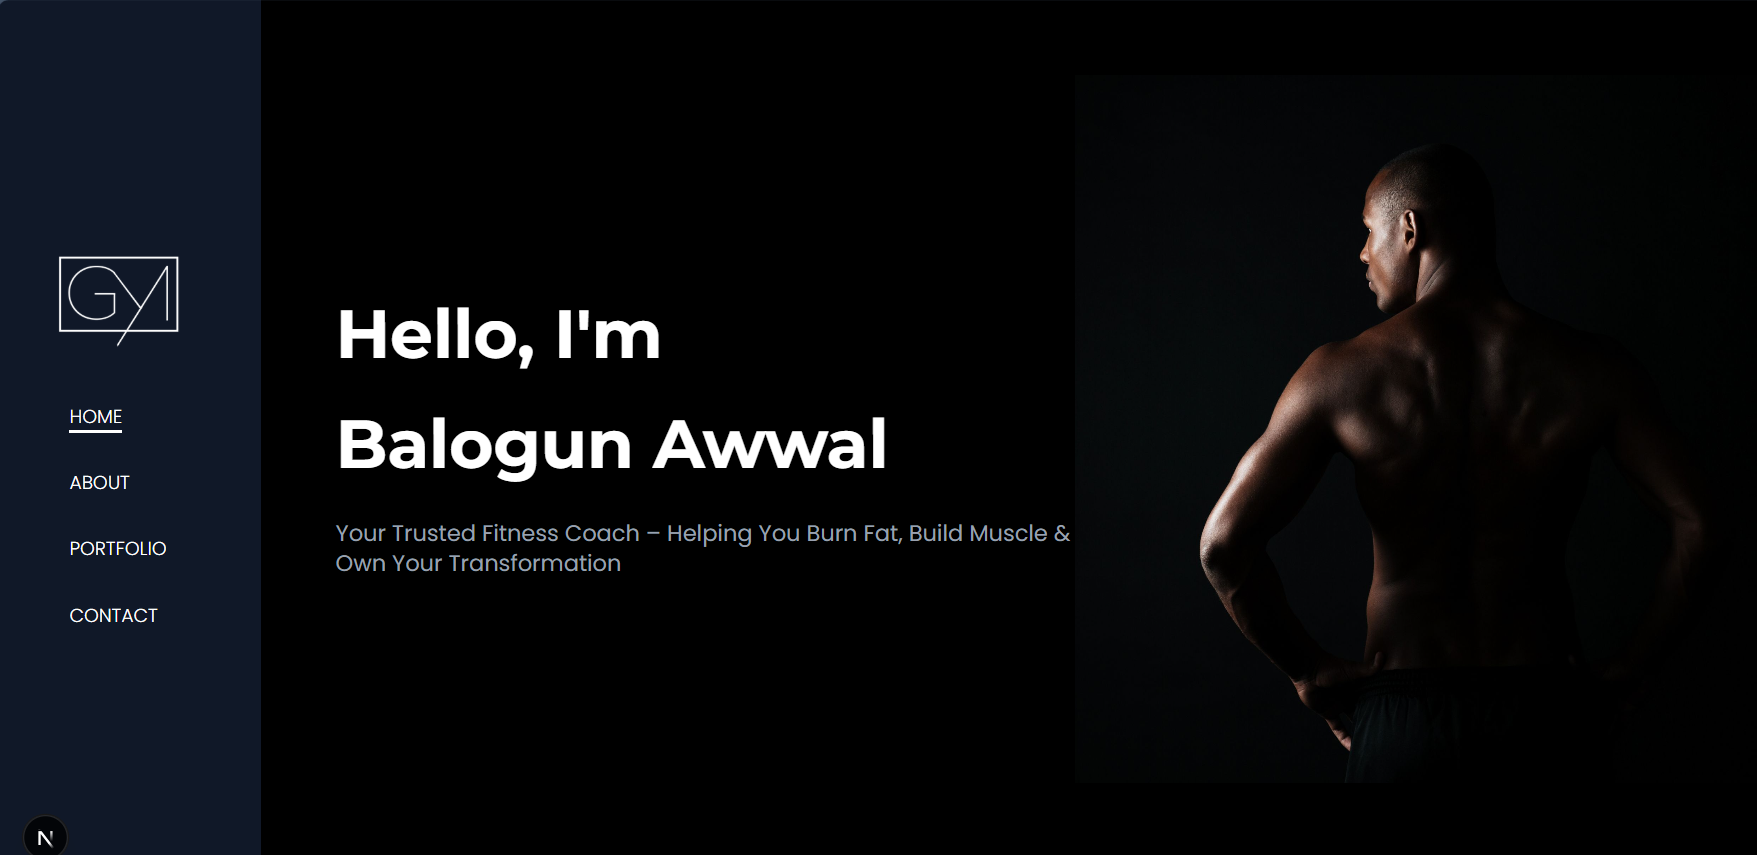 GYM
HOME
ABOUT
PORTFOLIO
CONTACT
Hello, I'm
Balogun Awwal
Your Trusted Fitness Coach – Helping You Burn Fat, Build Muscle &
Own Your Transformation
N